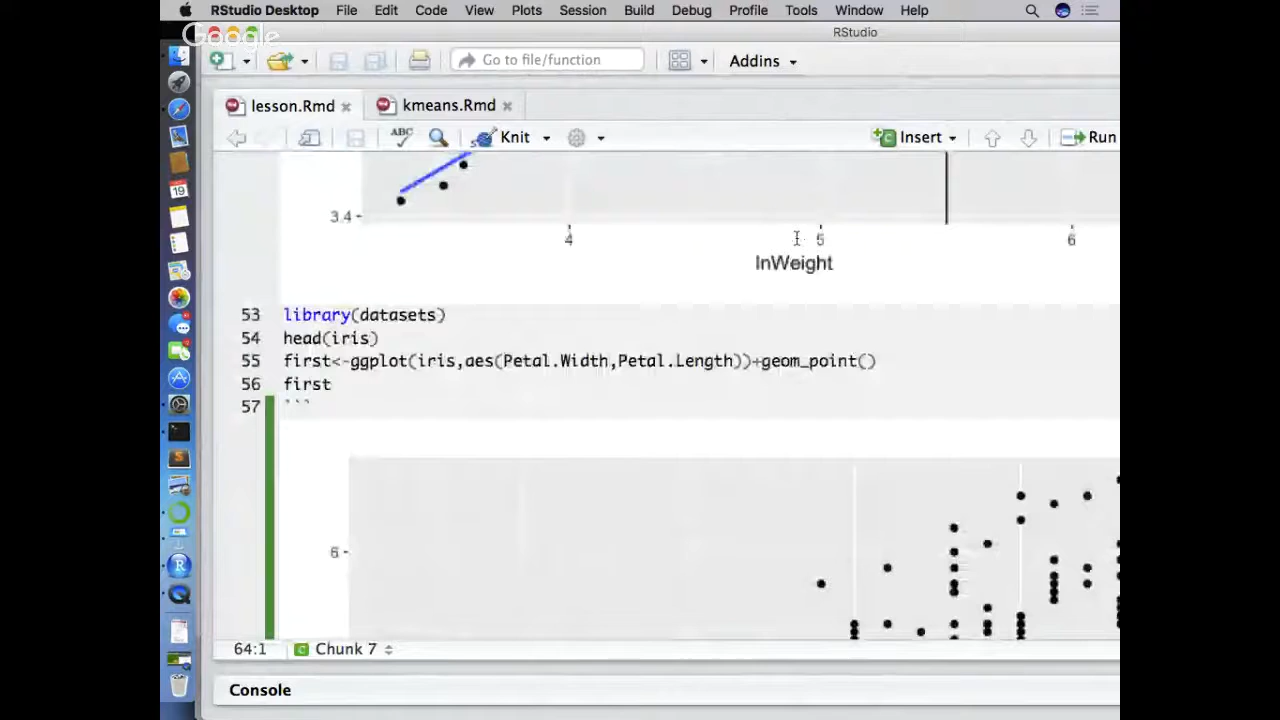 RStudio Desktop File Edit Code View Plots Session Build Debug Profile Tools Window Help
Google
RStudio
Go to file/function
Addins
lesson.Rmd
kmeans.Rmd
ABC
Knit
Insert
Run
3.4
4
5
6
lnWeight
53 library(datasets)
54 head(iris)
55 first<-ggplot(iris,aes(Petal.Width,Petal.Length))+geom_point()
56 first
57 ```
6
64:1
Chunk 7
Console
19